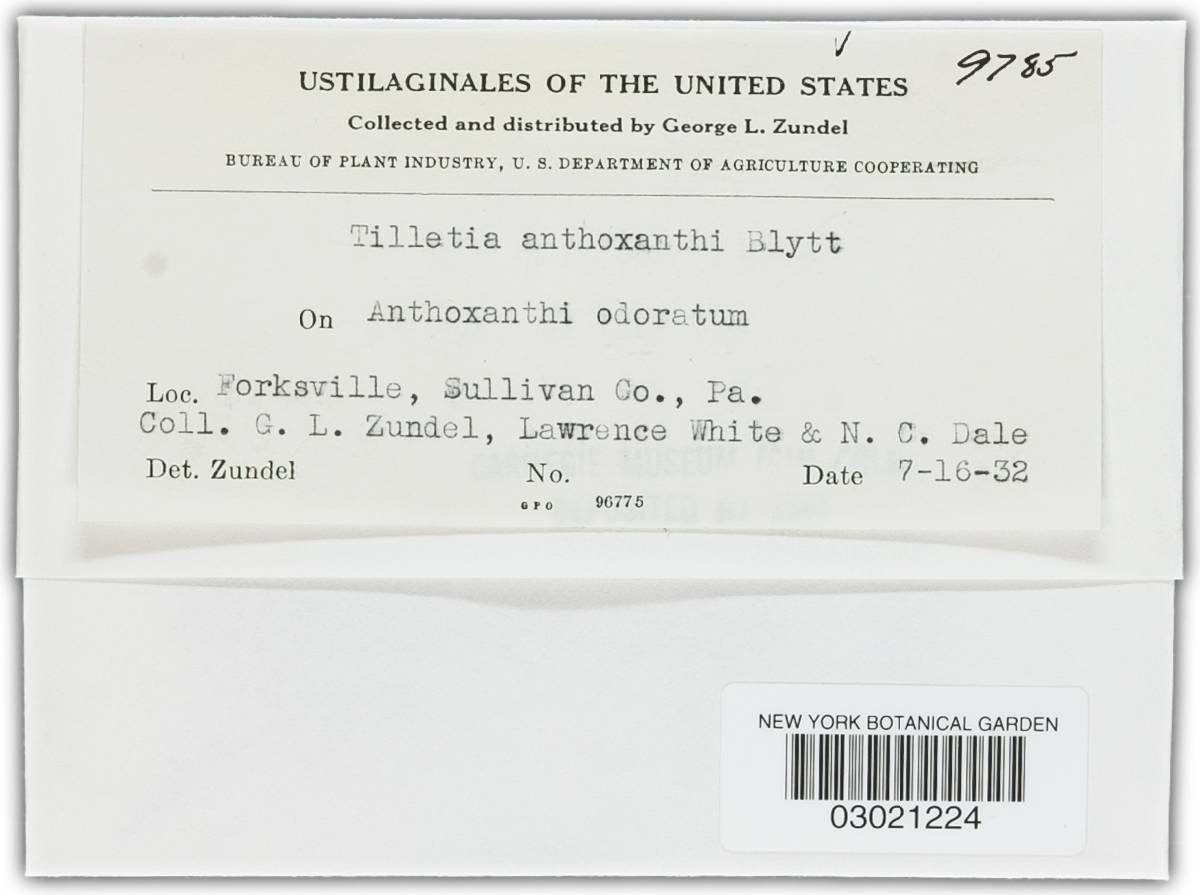 9785
USTILAGINALES OF THE UNITED STATES
Collected and distributed by George L. Zundel
BUREAU OF PLANT INDUSTRY, U. S. DEPARTMENT OF AGRICULTURE COOPERATING
Tilletia anthoxanthi Blytt
On Anthoxanthi odoratum
Loc. Forksville, Sullivan Co., Pa.
Coll. G. L. Zundel, Lawrence White & N. C. Dale
Det. Zundel No. Date 7-16-32
GPO 96775
NEW YORK BOTANICAL GARDEN
03021224